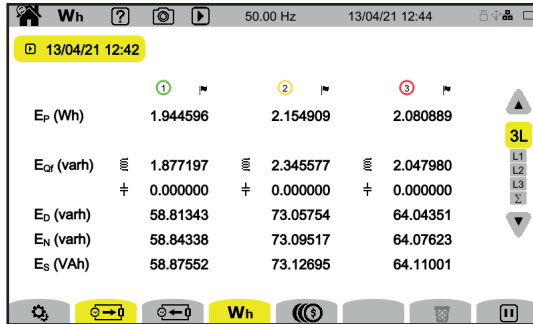 Wh ? 50.00 Hz 13/04/21 12:44
13/04/21 12:42
1 2 3
EP (Wh) 1.944596 2.154909 2.080889
3L
EQf (varh) 1.877197 2.345577 2.047980
L1
L2
0.000000 0.000000 0.000000
L3
Σ
ED (varh) 58.81343 73.05754 64.04351
EN (varh) 58.84338 73.09517 64.07623
ES (VAh) 58.87552 73.12695 64.11001
Wh $